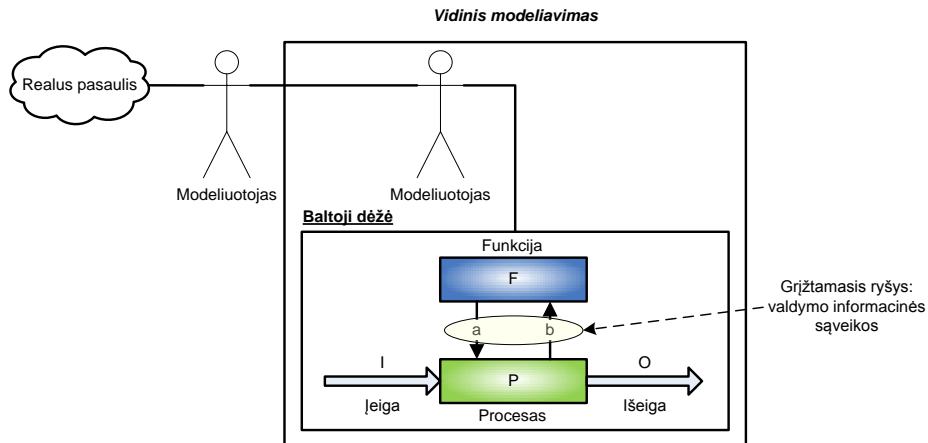 Vidinis modeliavimas
Realus pasaulis
Modeliuotojas
Modeliuotojas
Baltoji dėžė
Funkcija
F
Grįžtamasis ryšys:
valdymo informacinės
sąveikos
a
b
I
P
O
Įeiga
Procesas
Išeiga